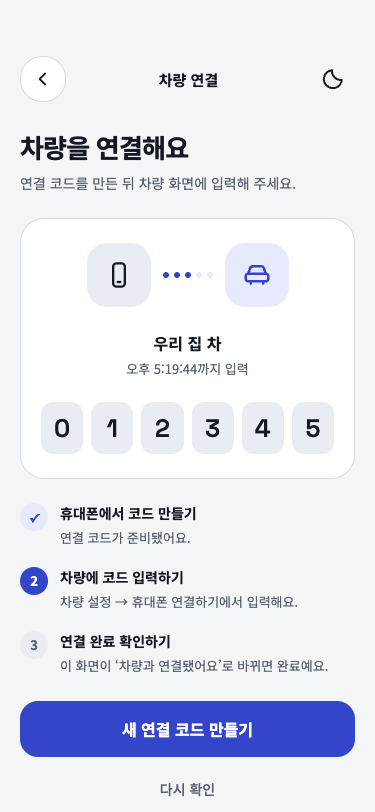 차량 연결
차량을 연결해요
연결 코드를 만든 뒤 차량 화면에 입력해 주세요.
우리 집 차
오후 5:19:44까지 입력
0 1 2 3 4 5
✓ 휴대폰에서 코드 만들기
연결 코드가 준비됐어요.
2 차량에 코드 입력하기
차량 설정 → 휴대폰 연결하기에서 입력해요.
3 연결 완료 확인하기
이 화면이 ‘차량과 연결됐어요’로 바뀌면 완료예요.
새 연결 코드 만들기
다시 확인